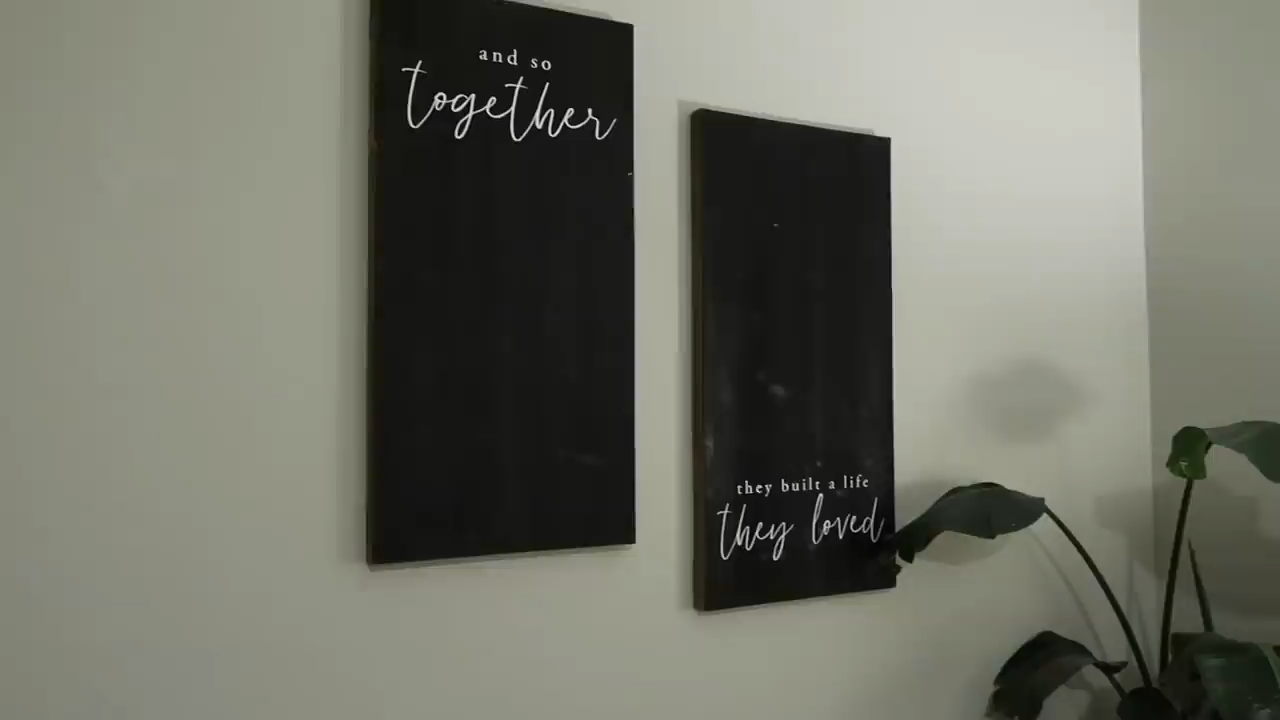 and so
together
they built a life
they loved